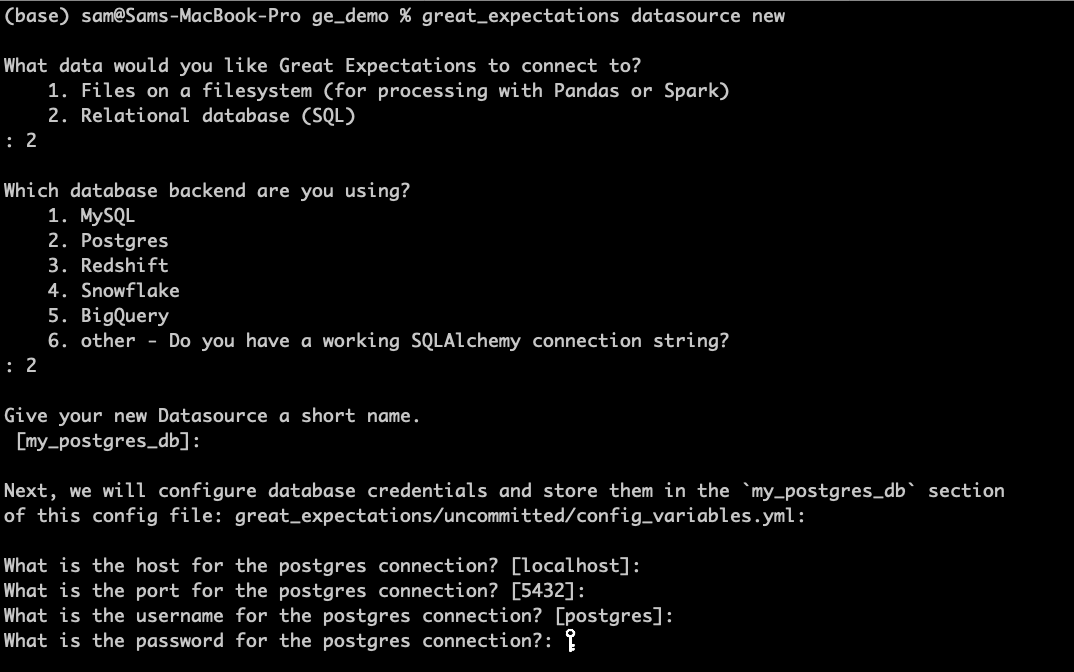 (base) sam@Sams-MacBook-Pro ge_demo % great_expectations datasource new
What data would you like Great Expectations to connect to?
1. Files on a filesystem (for processing with Pandas or Spark)
2. Relational database (SQL)
: 2
Which database backend are you using?
1. MySQL
2. Postgres
3. Redshift
4. Snowflake
5. BigQuery
6. other - Do you have a working SQLAlchemy connection string?
: 2
Give your new Datasource a short name.
[my_postgres_db]:
Next, we will configure database credentials and store them in the `my_postgres_db` section
of this config file: great_expectations/uncommitted/config_variables.yml:
What is the host for the postgres connection? [localhost]:
What is the port for the postgres connection? [5432]:
What is the username for the postgres connection? [postgres]:
What is the password for the postgres connection?: